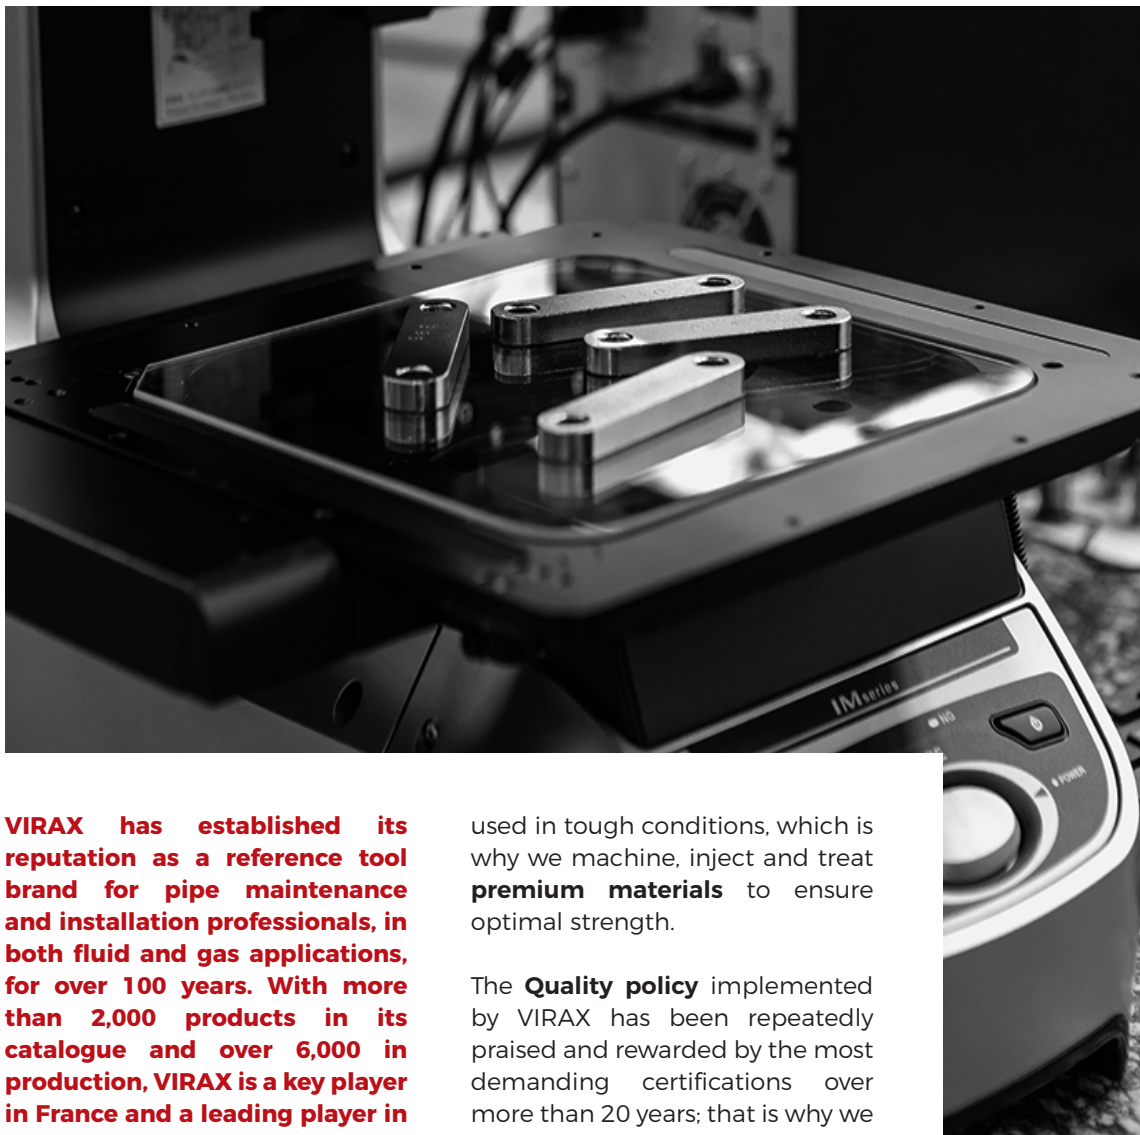 IM series
NG
POWER
VIRAX has established its
reputation as a reference tool
brand for pipe maintenance
and installation professionals, in
both fluid and gas applications,
for over 100 years. With more
than 2,000 products in its
catalogue and over 6,000 in
production, VIRAX is a key player
in France and a leading player in
used in tough conditions, which is
why we machine, inject and treat
premium materials to ensure
optimal strength.
The Quality policy implemented
by VIRAX has been repeatedly
praised and rewarded by the most
demanding certifications over
more than 20 years; that is why we